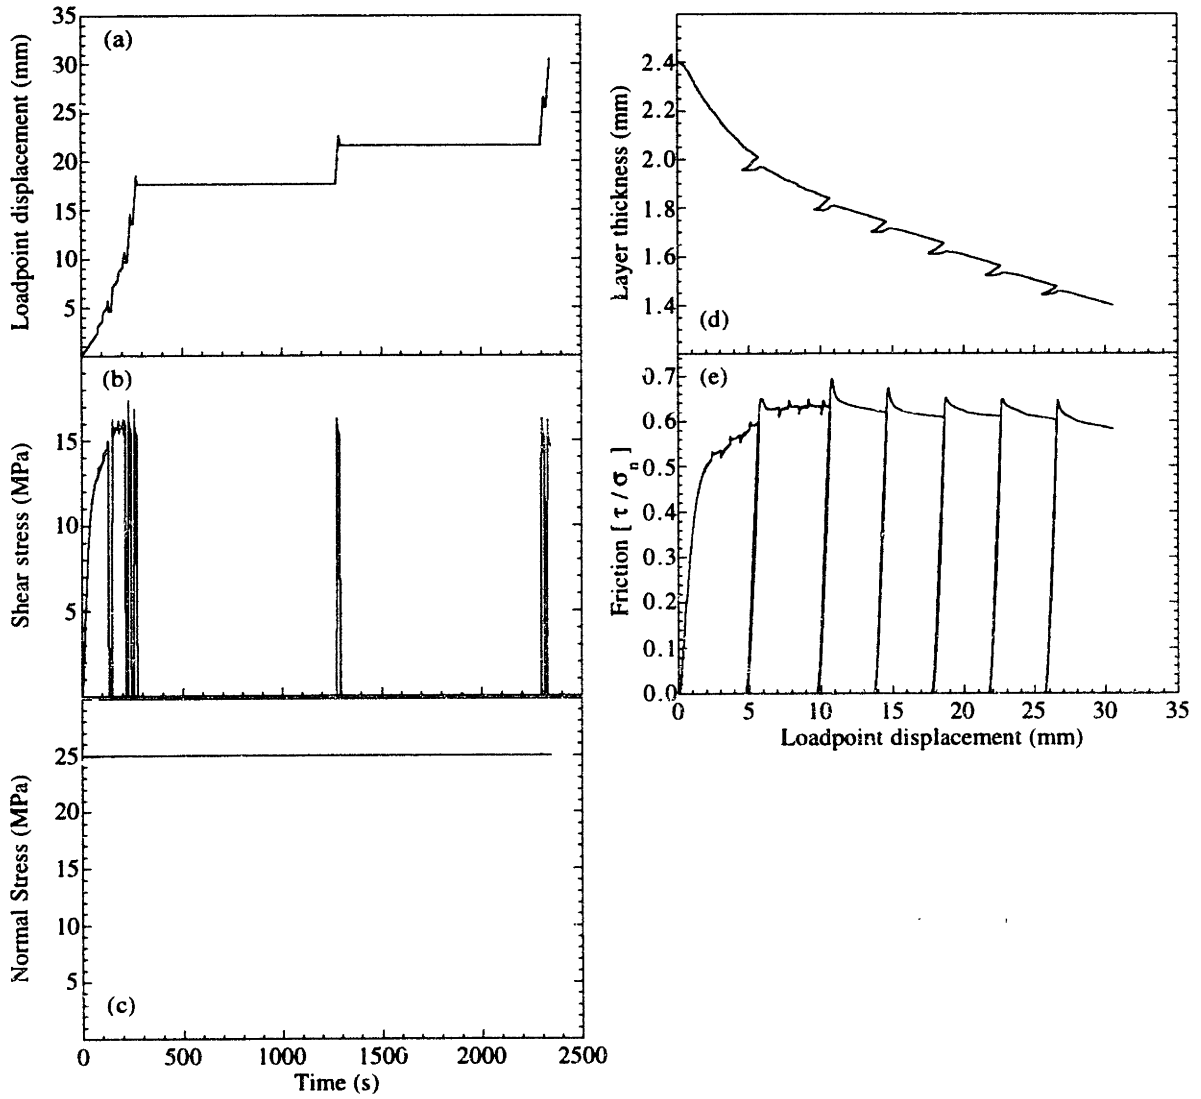 (a)
Loadpoint displacement (mm)
35
30
25
20
15
10
5
(b)
Shear stress (MPa)
15
10
5
(c)
Normal Stress (MPa)
25
20
15
10
5
0 500 1000 1500 2000 2500
Time (s)
(d)
Layer thickness (mm)
2.4
2.2
2.0
1.8
1.6
1.4
(e)
Friction [ τ / σn ]
0.7
0.6
0.5
0.4
0.3
0.2
0.1
0.0
0 5 10 15 20 25 30 35
Loadpoint displacement (mm)